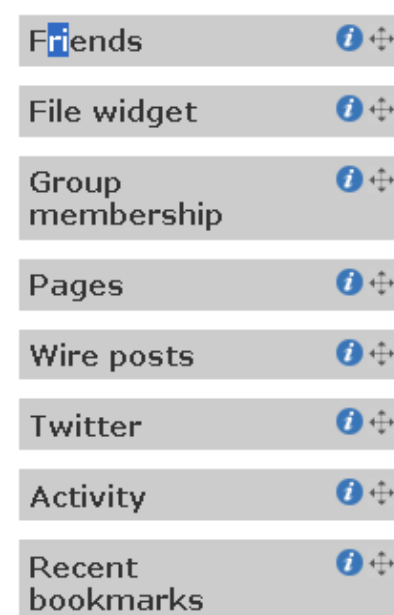 Friends
File widget
Group
membership
Pages
Wire posts
Twitter
Activity
Recent
bookmarks